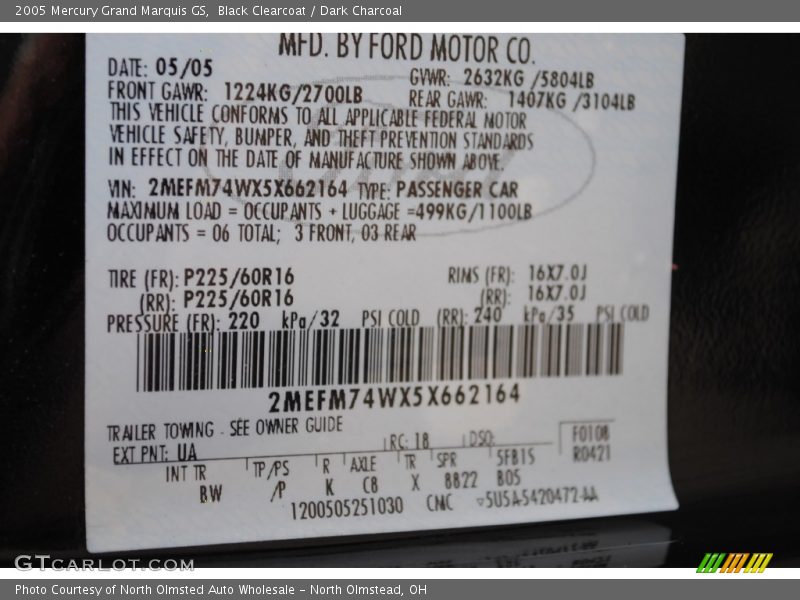 2005 Mercury Grand Marquis GS,  Black Clearcoat / Dark Charcoal
MFD. BY FORD MOTOR CO.
DATE: 05/05
GVWR: 2632KG /5804LB
FRONT GAWR: 1224KG/2700LB
REAR GAWR: 1407KG /3104LB
THIS VEHICLE CONFORMS TO ALL APPLICABLE FEDERAL MOTOR
VEHICLE SAFETY, BUMPER, AND THEFT PREVENTION STANDARDS
IN EFFECT ON THE DATE OF MANUFACTURE SHOWN ABOVE.
VIN: 2MEFM74WX5X662164 TYPE: PASSENGER CAR
MAXIMUM LOAD = OCCUPANTS + LUGGAGE =499KG/1100LB
OCCUPANTS = 06 TOTAL; 3 FRONT, 03 REAR
TIRE (FR): P225/60R16 RIMS (FR): 16X7.0J
(RR): P225/60R16 (RR): 16X7.0J
PRESSURE (FR): 220 kPa/32 PSI COLD (RR): 240 kPa/35 PSI COLD
2MEFM74WX5X662164
TRAILER TOWING - SEE OWNER GUIDE
RC: 18 DSO: F0108
EXT PNT: UA R0421
INT TR TP/PS R AXLE TR SPR SFB15
BW /P K C8 X 8822 B05
1200505251030 CMC 5U5A-5420472-AA
GTCARLOT.COM
Photo Courtesy of North Olmsted Auto Wholesale - North Olmstead, OH